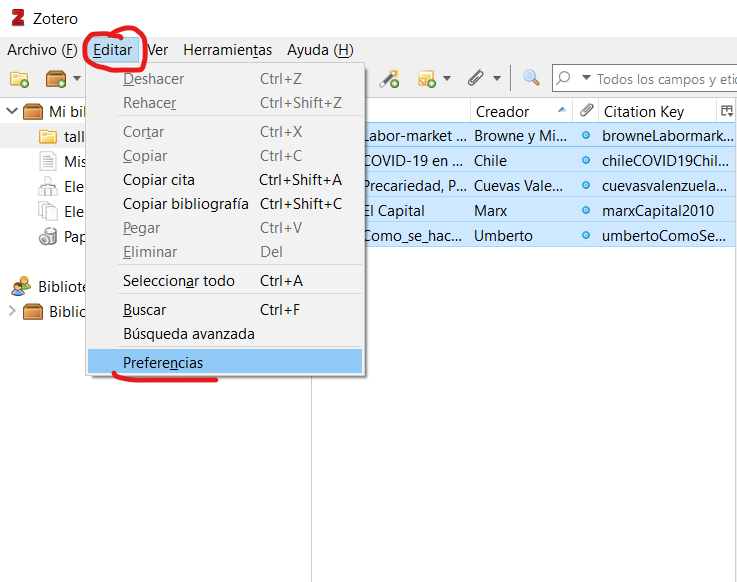 Zotero
Archivo (F) Editar Ver Herramientas Ayuda (H)
Todos los campos y
Deshacer Ctrl+Z
Rehacer Ctrl+Shift+Z
Cortar Ctrl+X
Copiar Ctrl+C
Copiar cita Ctrl+Shift+A
Copiar bibliografía Ctrl+Shift+C
Pegar Ctrl+V
Eliminar Del
Seleccionar todo Ctrl+A
Buscar Ctrl+F
Búsqueda avanzada
Preferencias
Mi bil
tall
Mis
Ele
Ele
Pap
Bibliote
Biblio
Creador Citation Key
Labor-market ... Browne y Mi... browneLabormark...
COVID-19 en ... Chile chileCOVID19Chil...
Precariedad, P... Cuevas Vale... cuevasvalenzuela...
El Capital Marx marxCapital2010
Como_se_hac... Umberto umbertoComoSe...